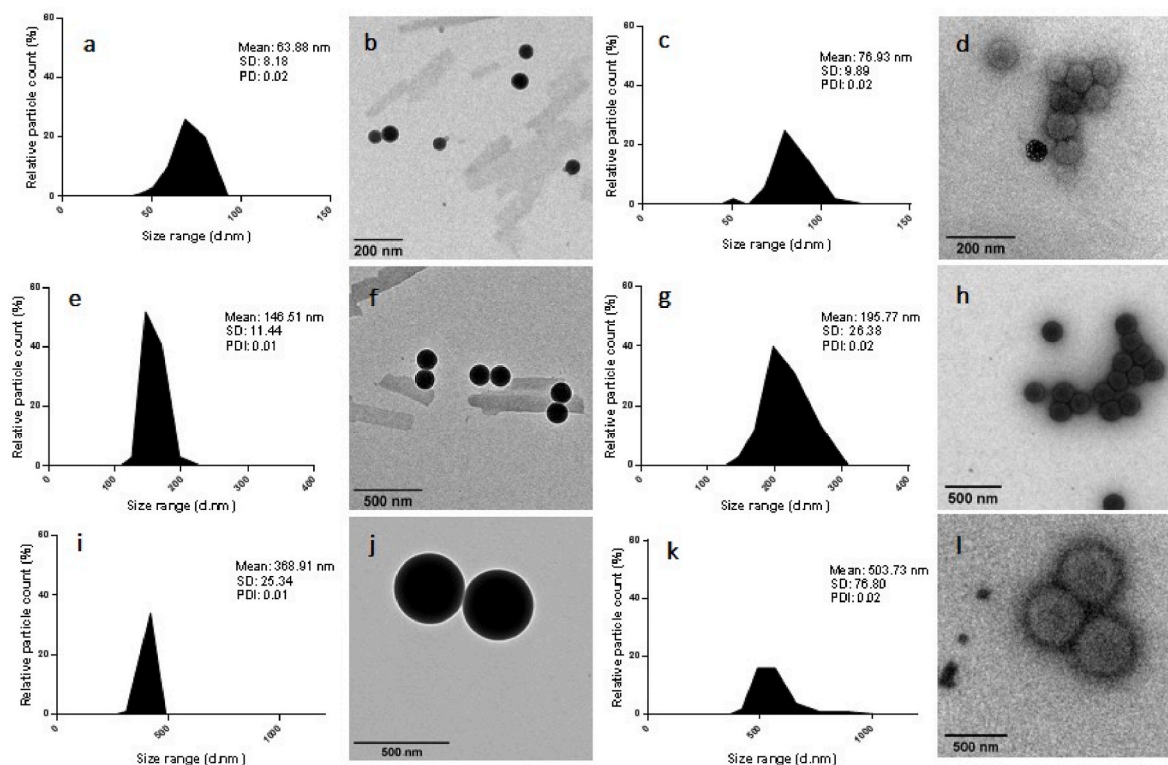 a
Relative particle count (%)
60
40
20
0
Mean: 63.88 nm
SD: 8.18
PD: 0.02
0 50 100 150
Size range (d.nm)
b
200 nm
c
Relative particle count (%)
60
40
20
0
Mean: 76.93 nm
SD: 9.89
PDI: 0.02
0 50 100 150
Size range (d.nm)
d
200 nm
e
Relative particle count (%)
60
40
20
0
Mean: 146.51 nm
SD: 11.44
PDI: 0.01
0 100 200 300 400
Size range (d.nm)
f
500 nm
g
Relative particle count (%)
60
40
20
0
Mean: 195.77 nm
SD: 26.38
PDI: 0.02
0 100 200 300 400
Size range (d.nm)
h
500 nm
i
Relative particle count (%)
60
40
20
0
Mean: 368.91 nm
SD: 25.34
PDI: 0.01
0 500 1000
Size range (d.nm)
j
500 nm
k
Relative particle count (%)
60
40
20
0
Mean: 503.73 nm
SD: 76.80
PDI: 0.02
0 500 1000
Size range (d.nm)
l
500 nm